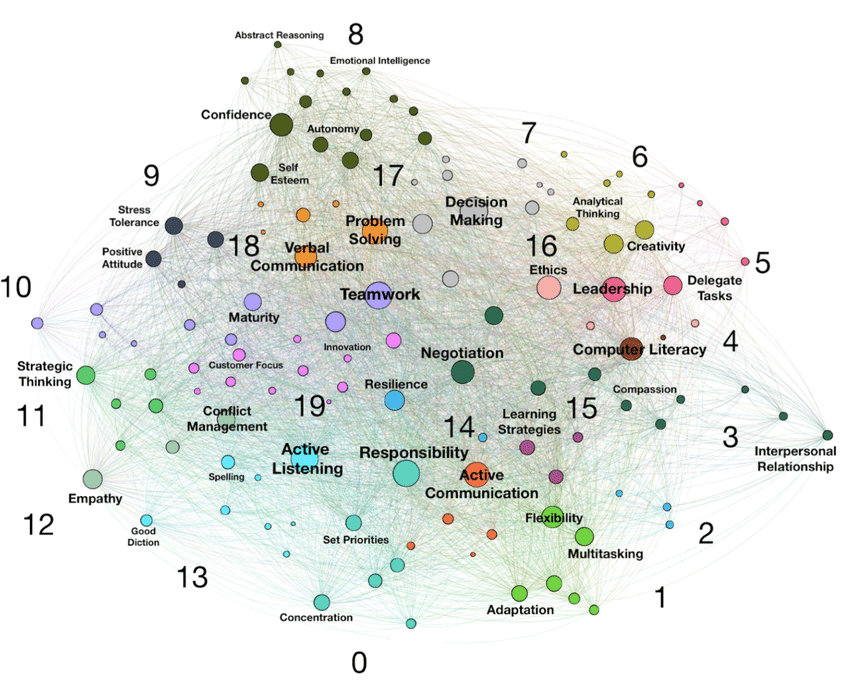 8
Abstract Reasoning
Emotional Intelligence
Confidence
Autonomy
7
6
9
17
Self
Esteem
Stress
Tolerance
Decision
Making
Analytical
Thinking
Problem
Solving
18
Verbal
Communication
16
Creativity
Positive
Attitude
5
10
Ethics
Teamwork
Leadership
Delegate
Tasks
Maturity
Innovation
Negotiation
Computer Literacy
4
Strategic
Thinking
Customer Focus
Resilience
Compassion
11
Conflict
Management
19
14
Learning
Strategies
15
3
Active
Listening
Responsibility
Interpersonal
Relationship
Spelling
Active
Communication
Empathy
12
Good
Diction
Set Priorities
Flexibility
2
Multitasking
13
Concentration
Adaptation
1
0